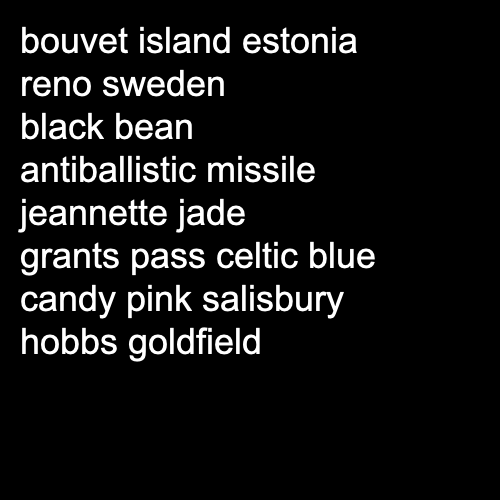 bouvet island estonia
reno sweden
black bean
antiballistic missile
jeannette jade
grants pass celtic blue
candy pink salisbury
hobbs goldfield